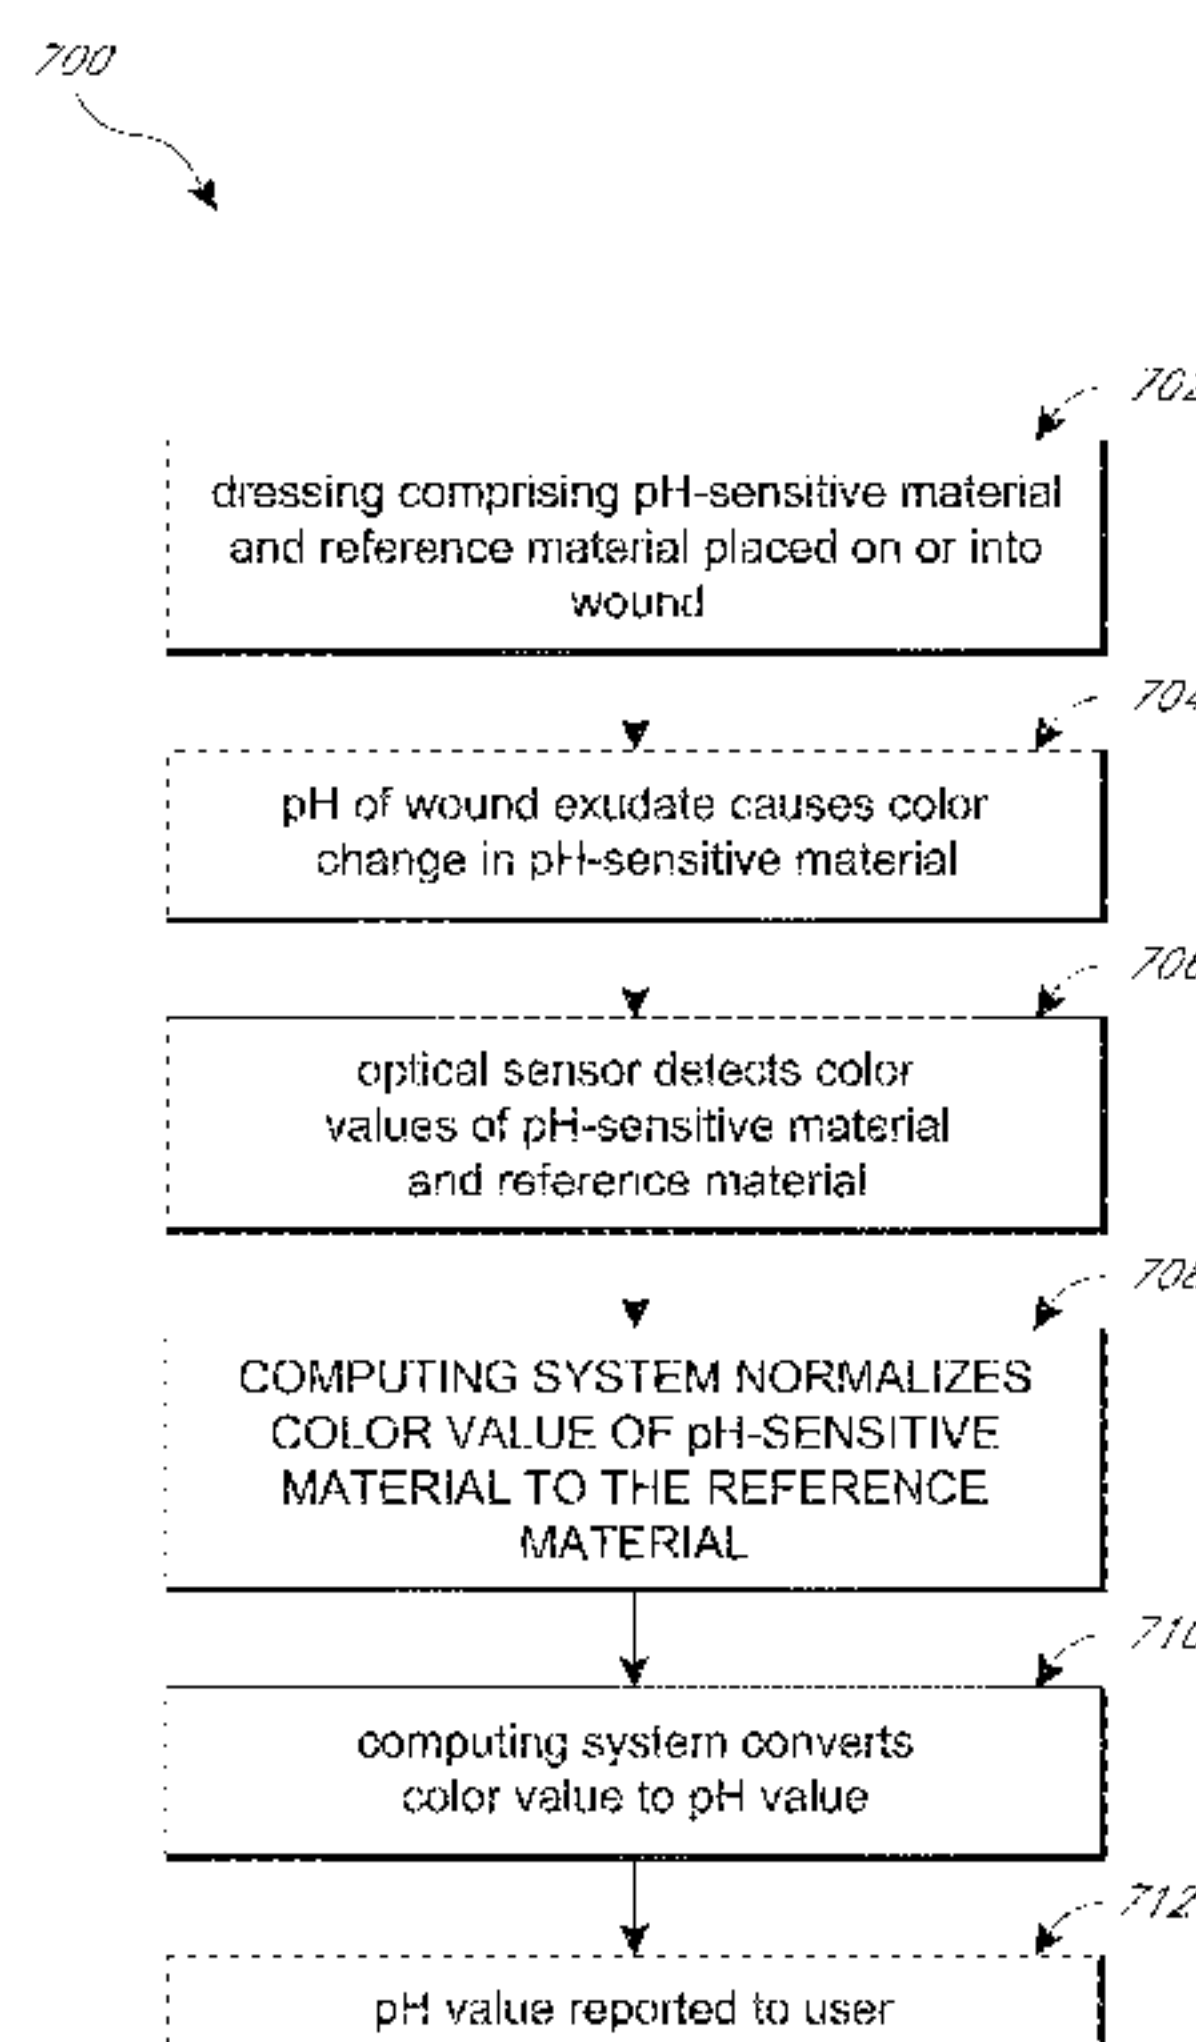 700
702
dressing comprising pH-sensitive material
and reference material placed on or into
wound
704
pH of wound exudate causes color
change in pH-sensitive material
706
optical sensor detects color
values of pH-sensitive material
and reference material
708
COMPUTING SYSTEM NORMALIZES
COLOR VALUE OF pH-SENSITIVE
MATERIAL TO THE REFERENCE
MATERIAL
710
computing system converts
color value to pH value
712
pH value reported to user